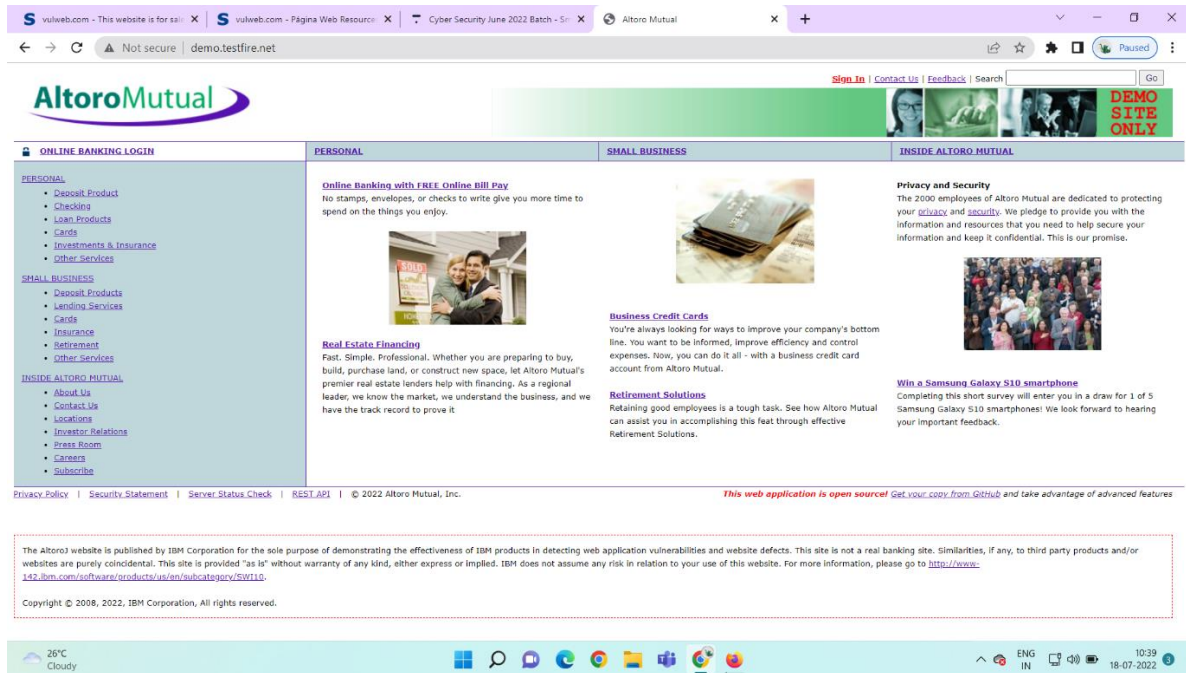 vulweb.com - This website is for sale
vulweb.com - Página Web Resource
Cyber Security June 2022 Batch - Sm
Altoro Mutual
Not secure | demo.testfire.net
Paused
Sign In | Contact Us | Feedback | Search
Go
AltoroMutual
DEMO
SITE
ONLY
ONLINE BANKING LOGIN
PERSONAL
SMALL BUSINESS
INSIDE ALTORO MUTUAL
PERSONAL
Deposit Product
Checking
Loan Products
Cards
Investments & Insurance
Other Services
SMALL BUSINESS
Deposit Products
Lending Services
Cards
Insurance
Retirement
Other Services
INSIDE ALTORO MUTUAL
About Us
Contact Us
Locations
Investor Relations
Press Room
Careers
Subscribe
Online Banking with FREE Online Bill Pay
No stamps, envelopes, or checks to write give you more time to
spend on the things you enjoy.
SOLD
Real Estate Financing
Fast. Simple. Professional. Whether you are preparing to buy,
build, purchase land, or construct new space, let Altoro Mutual's
premier real estate lenders help with financing. As a regional
leader, we know the market, we understand the business, and we
have the track record to prove it
Business Credit Cards
You're always looking for ways to improve your company's bottom
line. You want to be informed, improve efficiency and control
expenses. Now, you can do it all - with a business credit card
account from Altoro Mutual.
Retirement Solutions
Retaining good employees is a tough task. See how Altoro Mutual
can assist you in accomplishing this feat through effective
Retirement Solutions.
Privacy and Security
The 2000 employees of Altoro Mutual are dedicated to protecting
your privacy and security. We pledge to provide you with the
information and resources that you need to help secure your
information and keep it confidential. This is our promise.
Win a Samsung Galaxy S10 smartphone
Completing this short survey will enter you in a draw for 1 of 5
Samsung Galaxy S10 smartphones! We look forward to hearing
your important feedback.
Privacy Policy | Security Statement | Server Status Check | REST API | © 2022 Altoro Mutual, Inc.
This web application is open source! Get your copy from GitHub and take advantage of advanced features
The AltoroJ website is published by IBM Corporation for the sole purpose of demonstrating the effectiveness of IBM products in detecting web application vulnerabilities and website defects. This site is not a real banking site. Similarities, if any, to third party products and/or
websites are purely coincidental. This site is provided "as is" without warranty of any kind, either express or implied. IBM does not assume any risk in relation to your use of this website. For more information, please go to http://www-
142.ibm.com/software/products/us/en/subcategory/SWI10.
Copyright © 2008, 2022, IBM Corporation, All rights reserved.
26°C
Cloudy
ENG
IN
10:39
18-07-2022
3